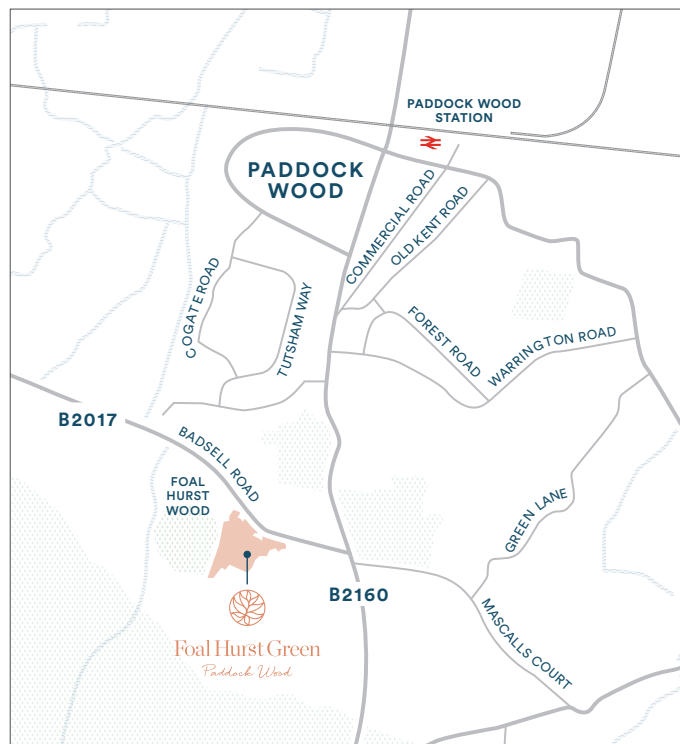 PADDOCK WOOD
STATION
PADDOCK
WOOD
COMMERCIAL ROAD
OLD KENT ROAD
COGATE ROAD
TUTSHAM WAY
FOREST ROAD
WARRINGTON ROAD
B2017
BADSELL ROAD
FOAL
HURST
WOOD
GREEN LANE
B2160
MASCALLS COURT
Foal Hurst Green
Paddock Wood